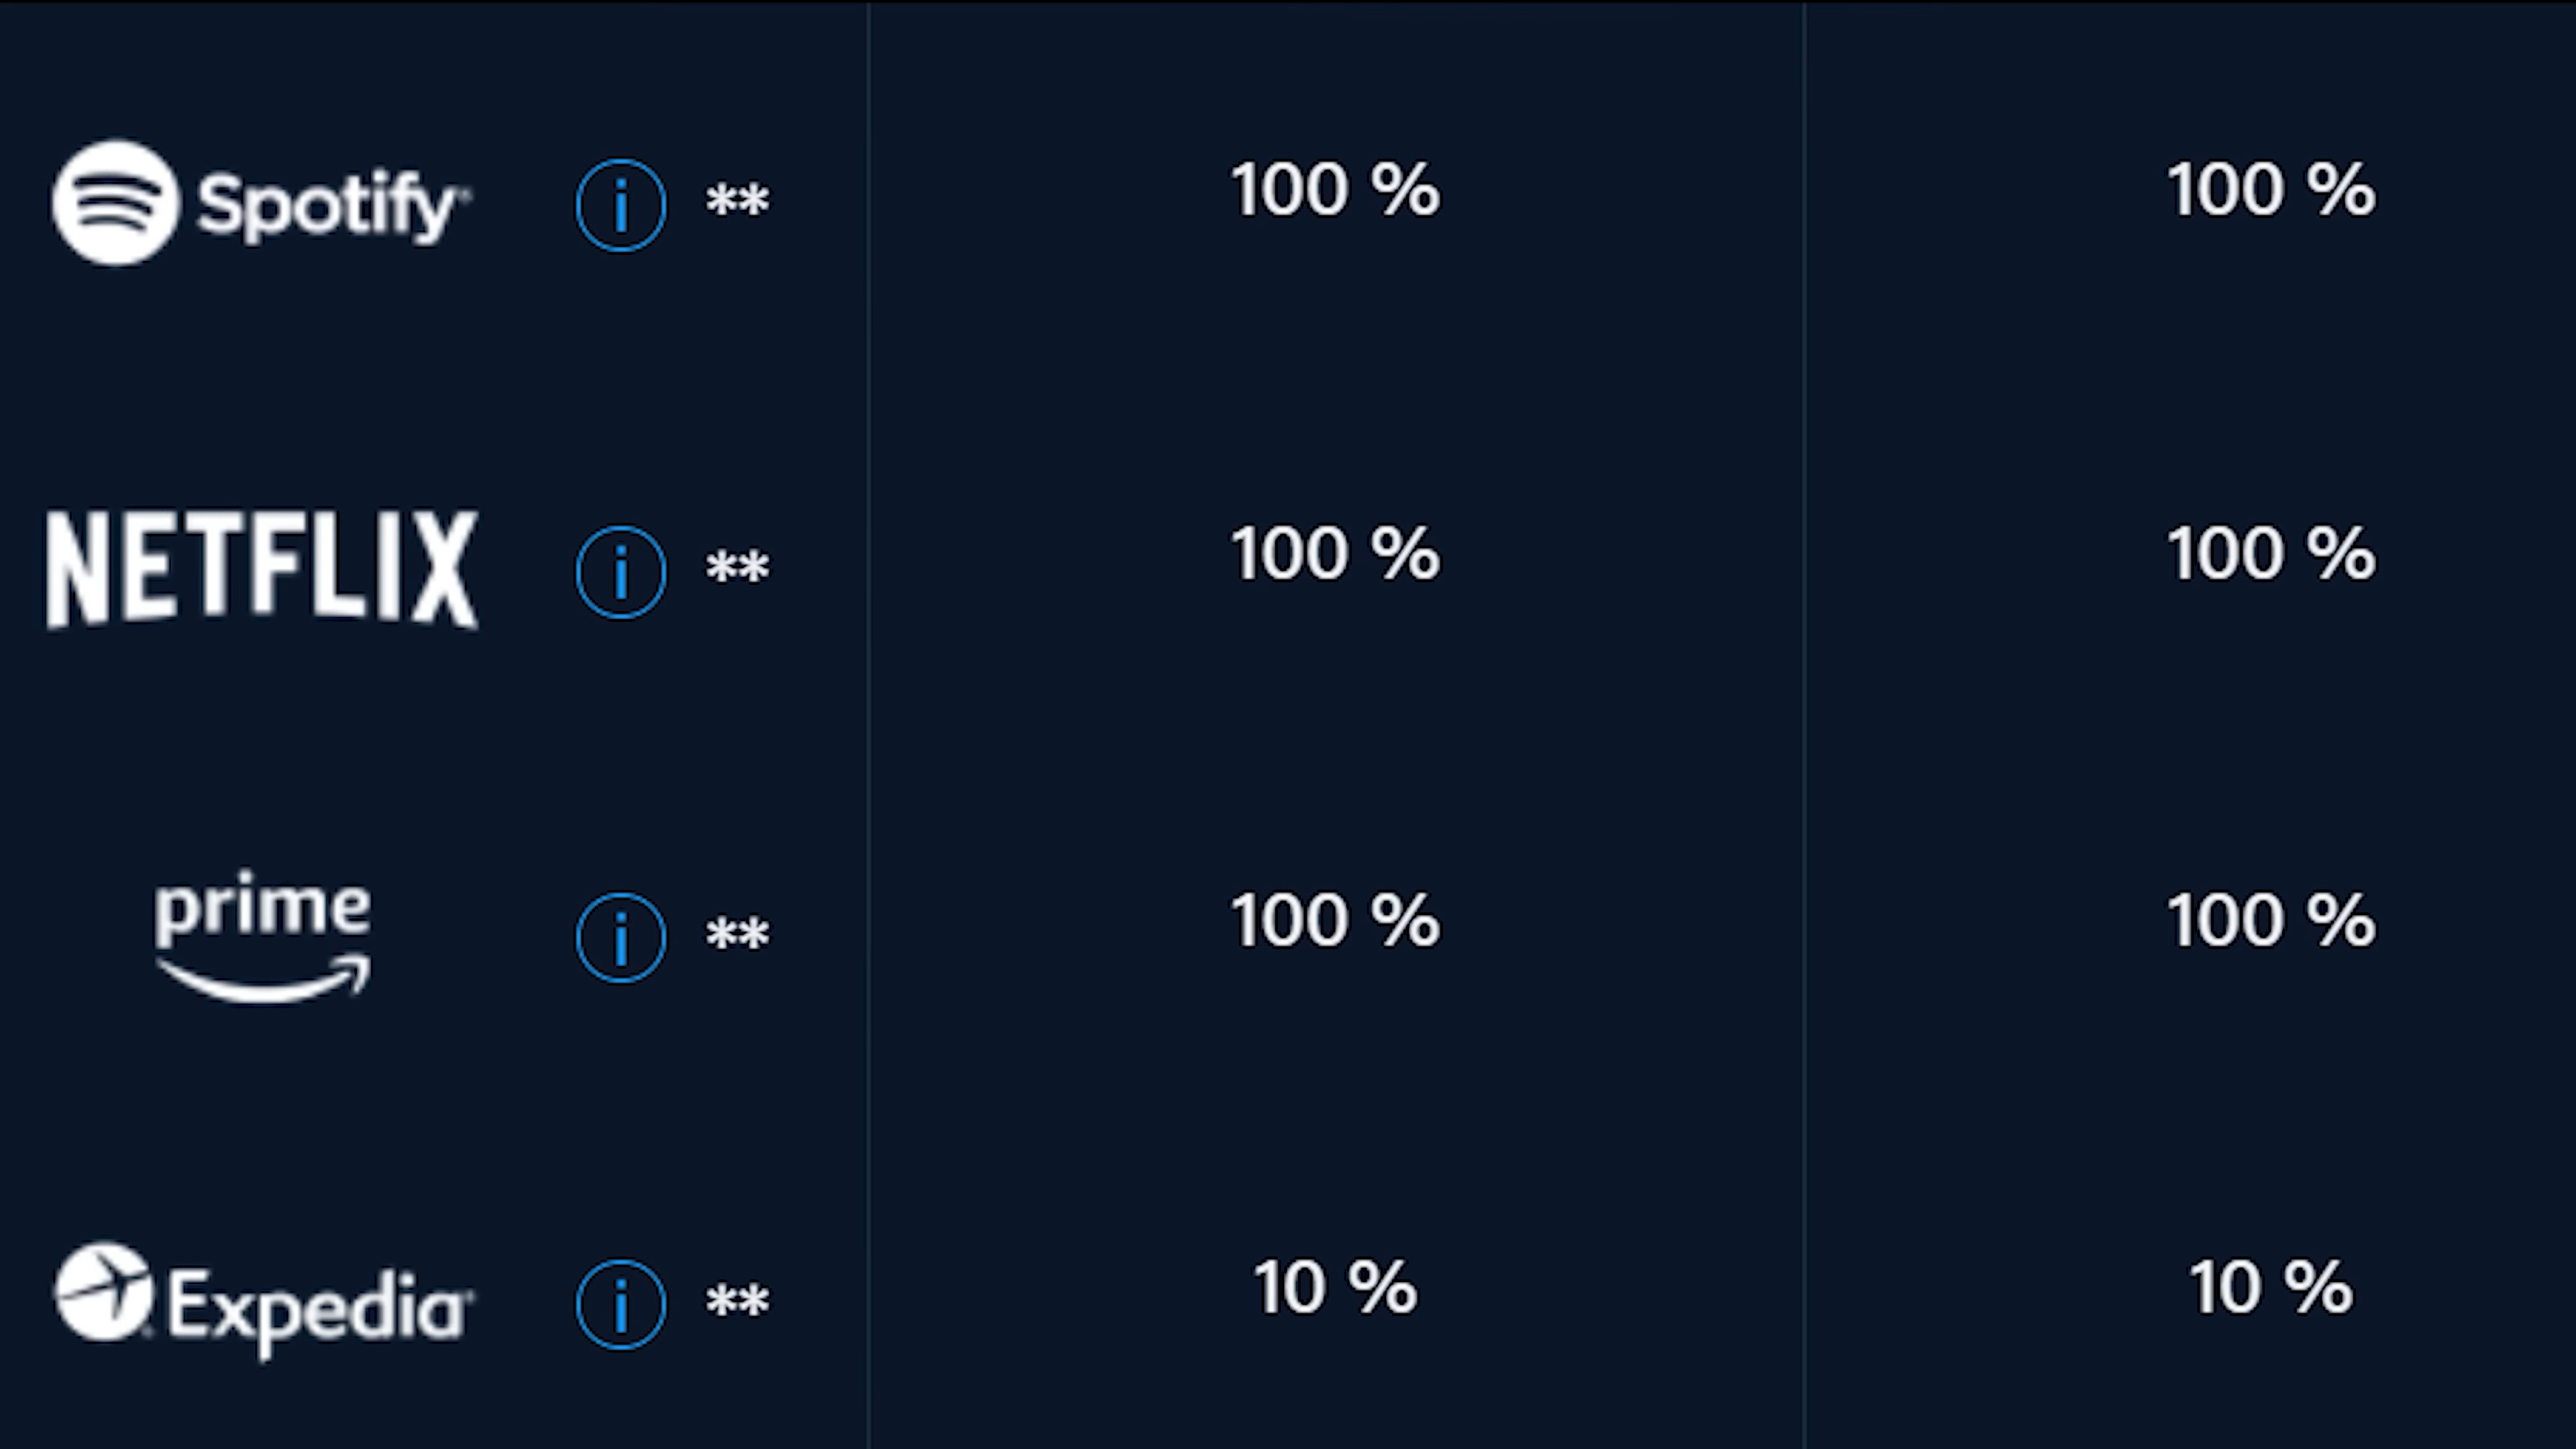 Spotify i ** 100 % 100 %
NETFLIX i ** 100 % 100 %
prime i ** 100 % 100 %
Expedia i ** 10 % 10 %